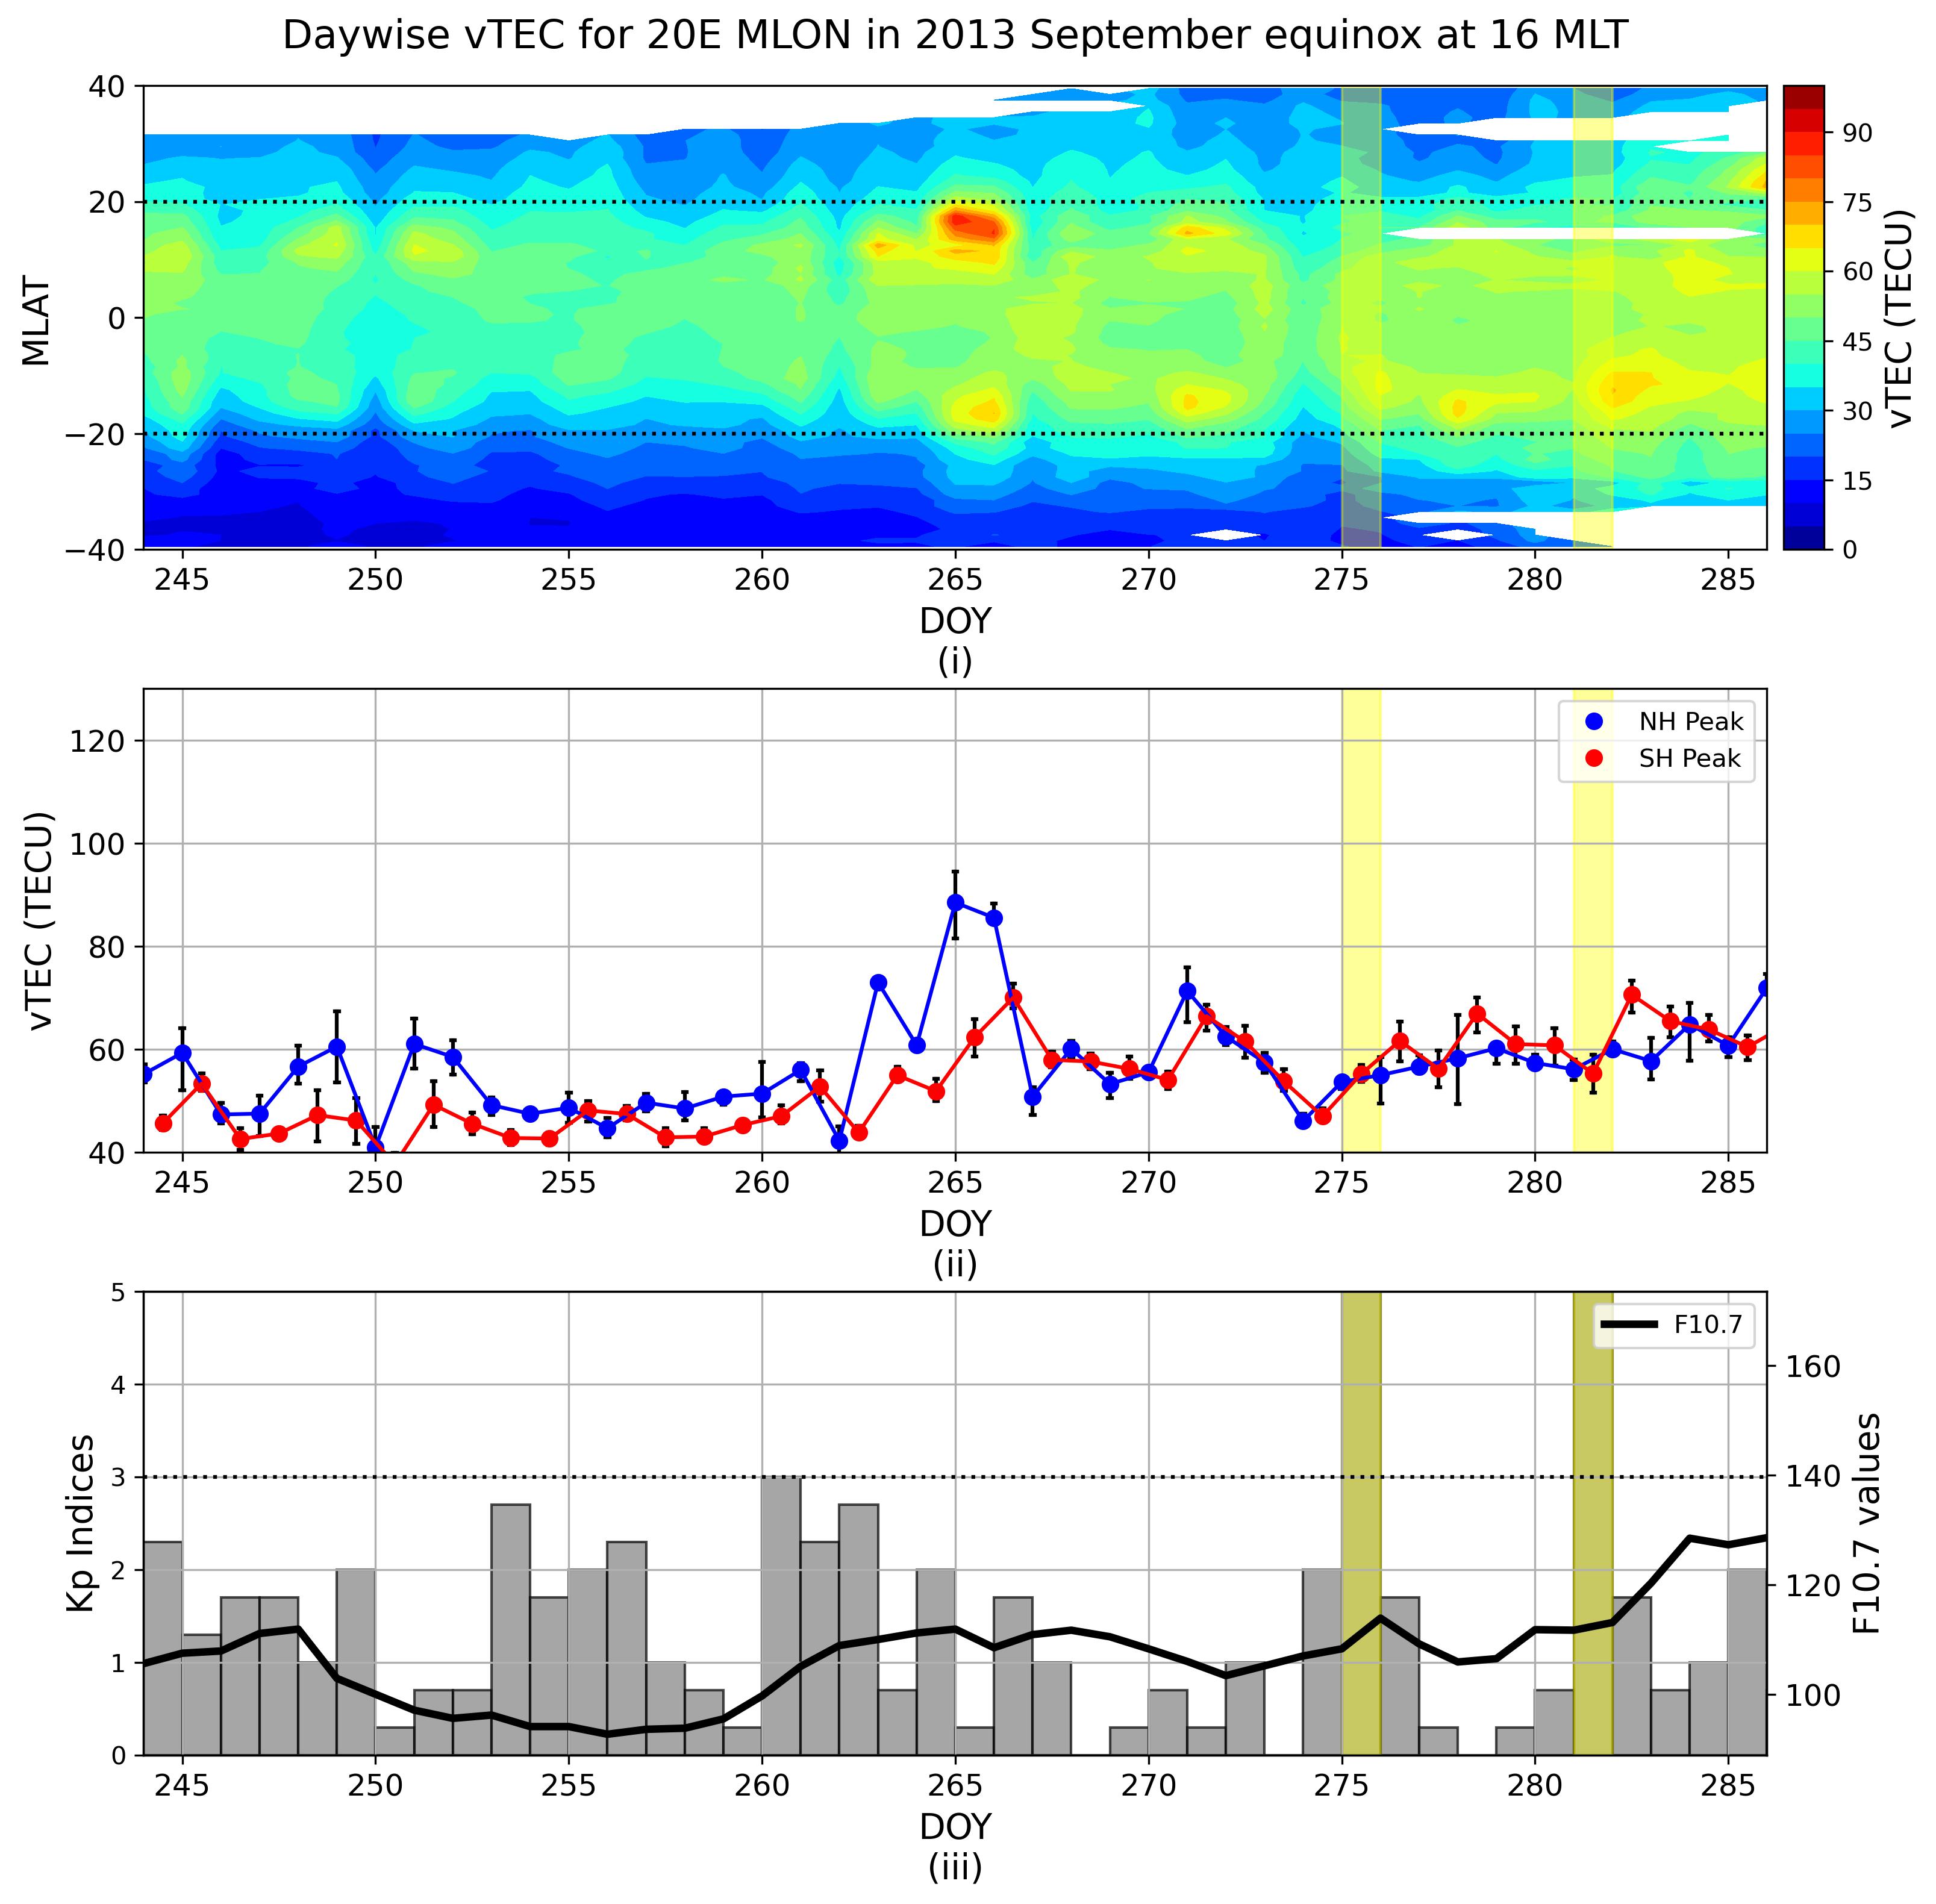 Daywise vTEC for 20E MLON in 2013 September equinox at 16 MLT
MLAT
40
20
0
−20
−40
245 250 255 260 265 270 275 280 285
DOY
(i)
90
75
60
45
30
15
0
vTEC (TECU)
vTEC (TECU)
120
100
80
60
40
NH Peak
SH Peak
245 250 255 260 265 270 275 280 285
DOY
(ii)
Kp Indices
5
4
3
2
1
0
F10.7
160
140
120
100
F10.7 values
245 250 255 260 265 270 275 280 285
DOY
(iii)